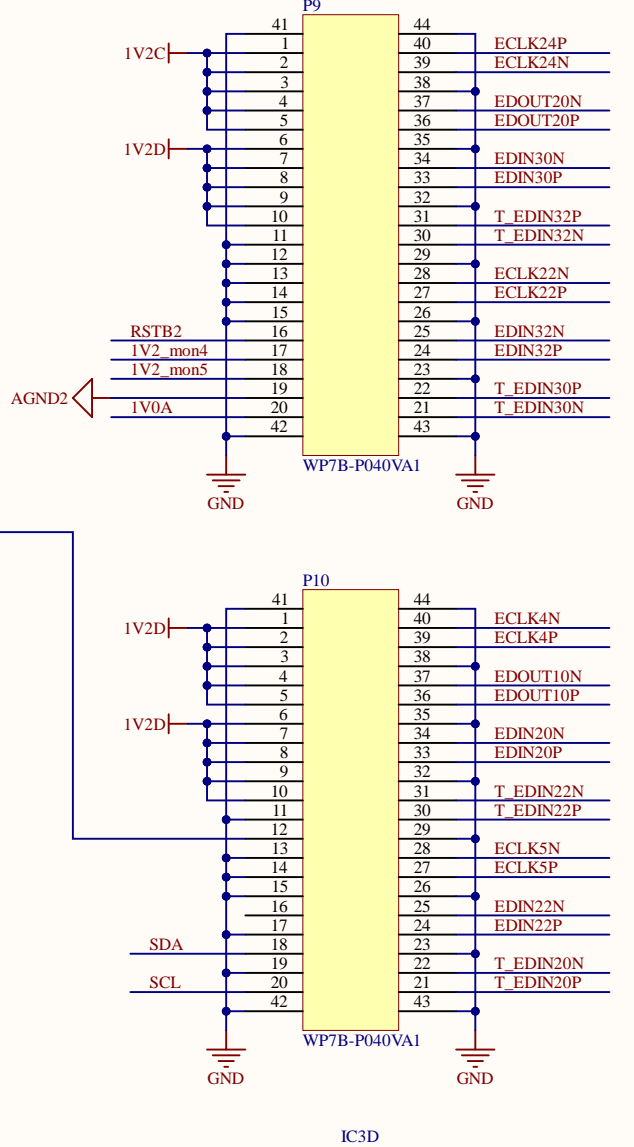 P9
41 44
1V2C 1 40 ECLK24P
2 39 ECLK24N
3 38
4 37 EDOUT20N
5 36 EDOUT20P
1V2D 6 35
7 34 EDIN30N
8 33 EDIN30P
9 32
10 31 T_EDIN32P
11 30 T_EDIN32N
12 29
13 28 ECLK22N
14 27 ECLK22P
15 26
RSTB2 16 25 EDIN32N
1V2_mon4 17 24 EDIN32P
1V2_mon5 18 23
AGND2 19 22 T_EDIN30P
1V0A 20 21 T_EDIN30N
42 43
WP7B-P040VA1
GND GND
P10
41 44
1V2D 1 40 ECLK4N
2 39 ECLK4P
3 38
4 37 EDOUT10N
5 36 EDOUT10P
1V2D 6 35
7 34 EDIN20N
8 33 EDIN20P
9 32
10 31 T_EDIN22N
11 30 T_EDIN22P
12 29
13 28 ECLK5N
14 27 ECLK5P
15 26
16 25 EDIN22N
17 24 EDIN22P
SDA 18 23
19 22 T_EDIN20N
SCL 20 21 T_EDIN20P
42 43
WP7B-P040VA1
GND GND
IC3D